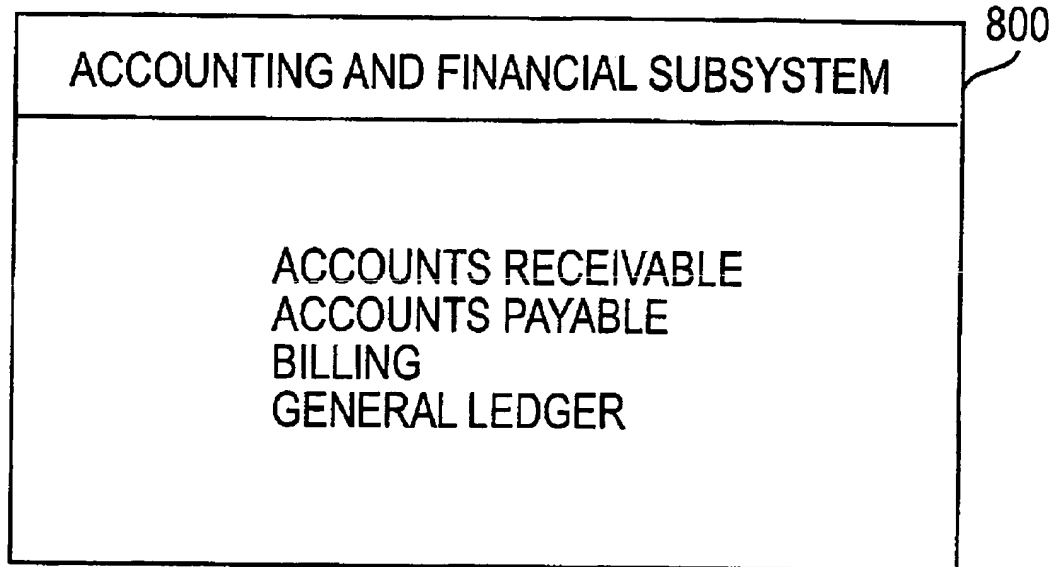 800
ACCOUNTING AND FINANCIAL SUBSYSTEM
ACCOUNTS RECEIVABLE
ACCOUNTS PAYABLE
BILLING
GENERAL LEDGER